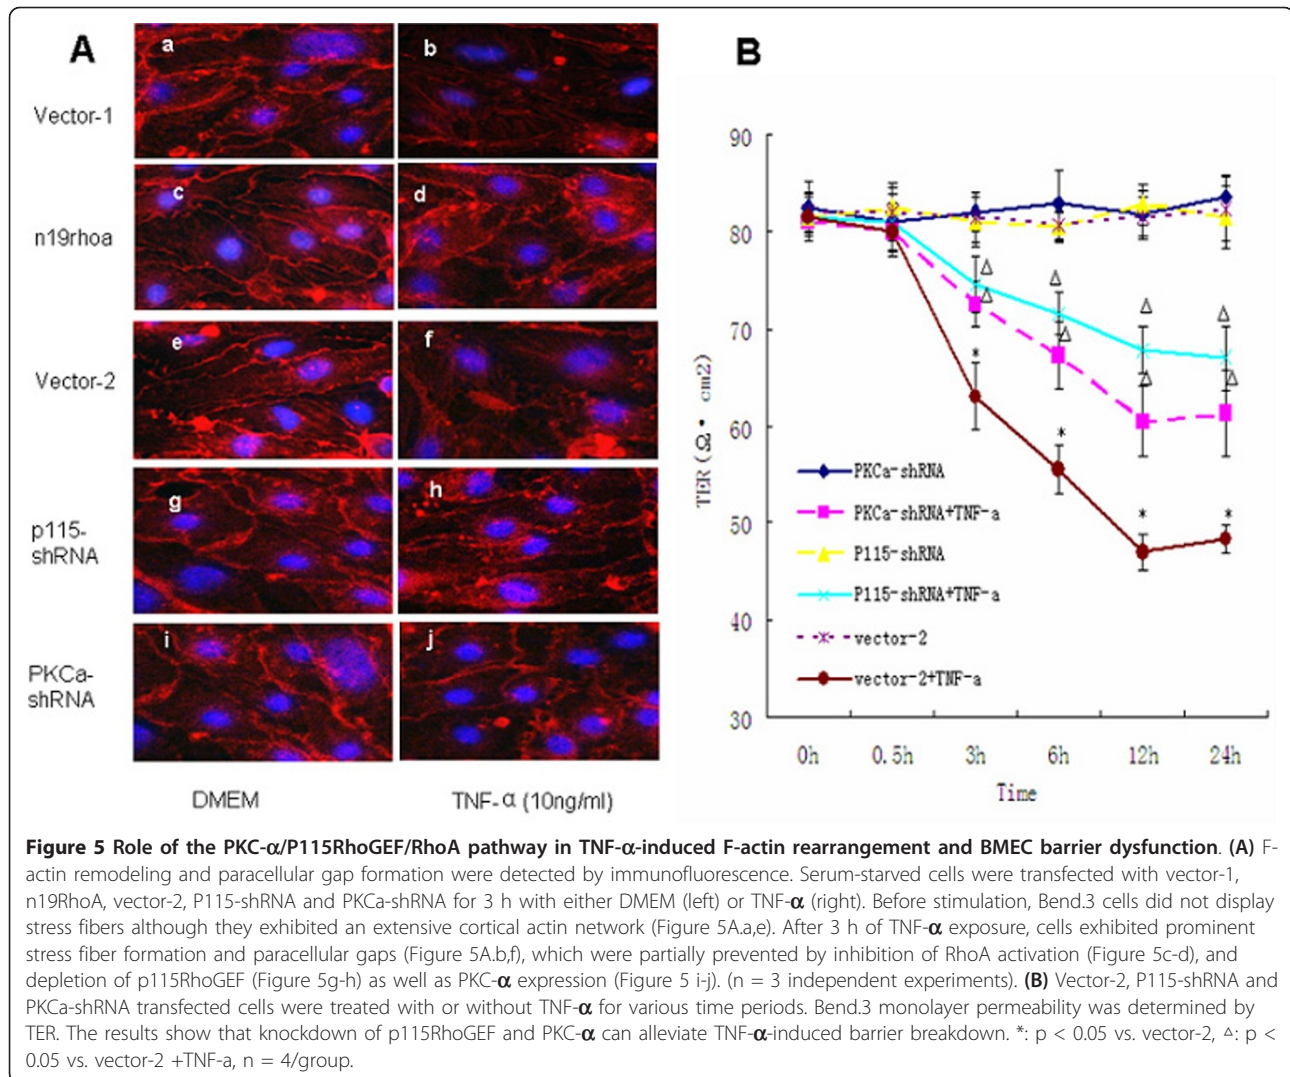 A
B
a
b
Vector-1
c
d
n19rhoa
e
f
Vector-2
g
h
p115-
shRNA
i
j
PKCa-
shRNA
DMEM
TNF-α (10ng/ml)
90
80
70
60
50
40
30
TER(Ω• cm2)
Δ
Δ
Δ
Δ
Δ
Δ
Δ
Δ
*
*
*
*
PKCa-shRNA
PKCa-shRNA+TNF-a
P115-shRNA
P115-shRNA+TNF-a
vector-2
vector-2+TNF-a
0h 0.5h 3h 6h 12h 24h
Time
Figure 5 Role of the PKC-α/P115RhoGEF/RhoA pathway in TNF-α-induced F-actin rearrangement and BMEC barrier dysfunction. (A) F-
actin remodeling and paracellular gap formation were detected by immunofluorescence. Serum-starved cells were transfected with vector-1,
n19RhoA, vector-2, P115-shRNA and PKCa-shRNA for 3 h with either DMEM (left) or TNF-α (right). Before stimulation, Bend.3 cells did not display
stress fibers although they exhibited an extensive cortical actin network (Figure 5A.a,e). After 3 h of TNF-α exposure, cells exhibited prominent
stress fiber formation and paracellular gaps (Figure 5A.b,f), which were partially prevented by inhibition of RhoA activation (Figure 5c-d), and
depletion of p115RhoGEF (Figure 5g-h) as well as PKC-α expression (Figure 5 i-j). (n = 3 independent experiments). (B) Vector-2, P115-shRNA and
PKCa-shRNA transfected cells were treated with or without TNF-α for various time periods. Bend.3 monolayer permeability was determined by
TER. The results show that knockdown of p115RhoGEF and PKC-α can alleviate TNF-α-induced barrier breakdown. *: p < 0.05 vs. vector-2, Δ: p <
0.05 vs. vector-2 +TNF-a, n = 4/group.